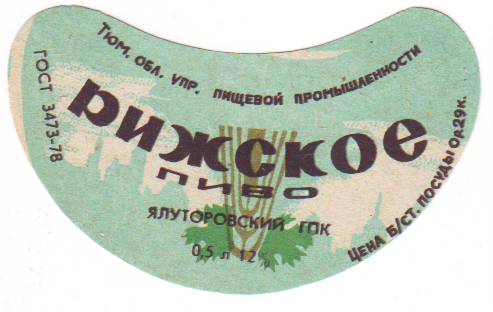 Тюм. обл. упр. пищевой промышленности
ГОСТ 3473-78
Рижское
пиво
Ялуторовский ГПК
0,5 л 12%
Цена б/ст. посуды 0р.29к.